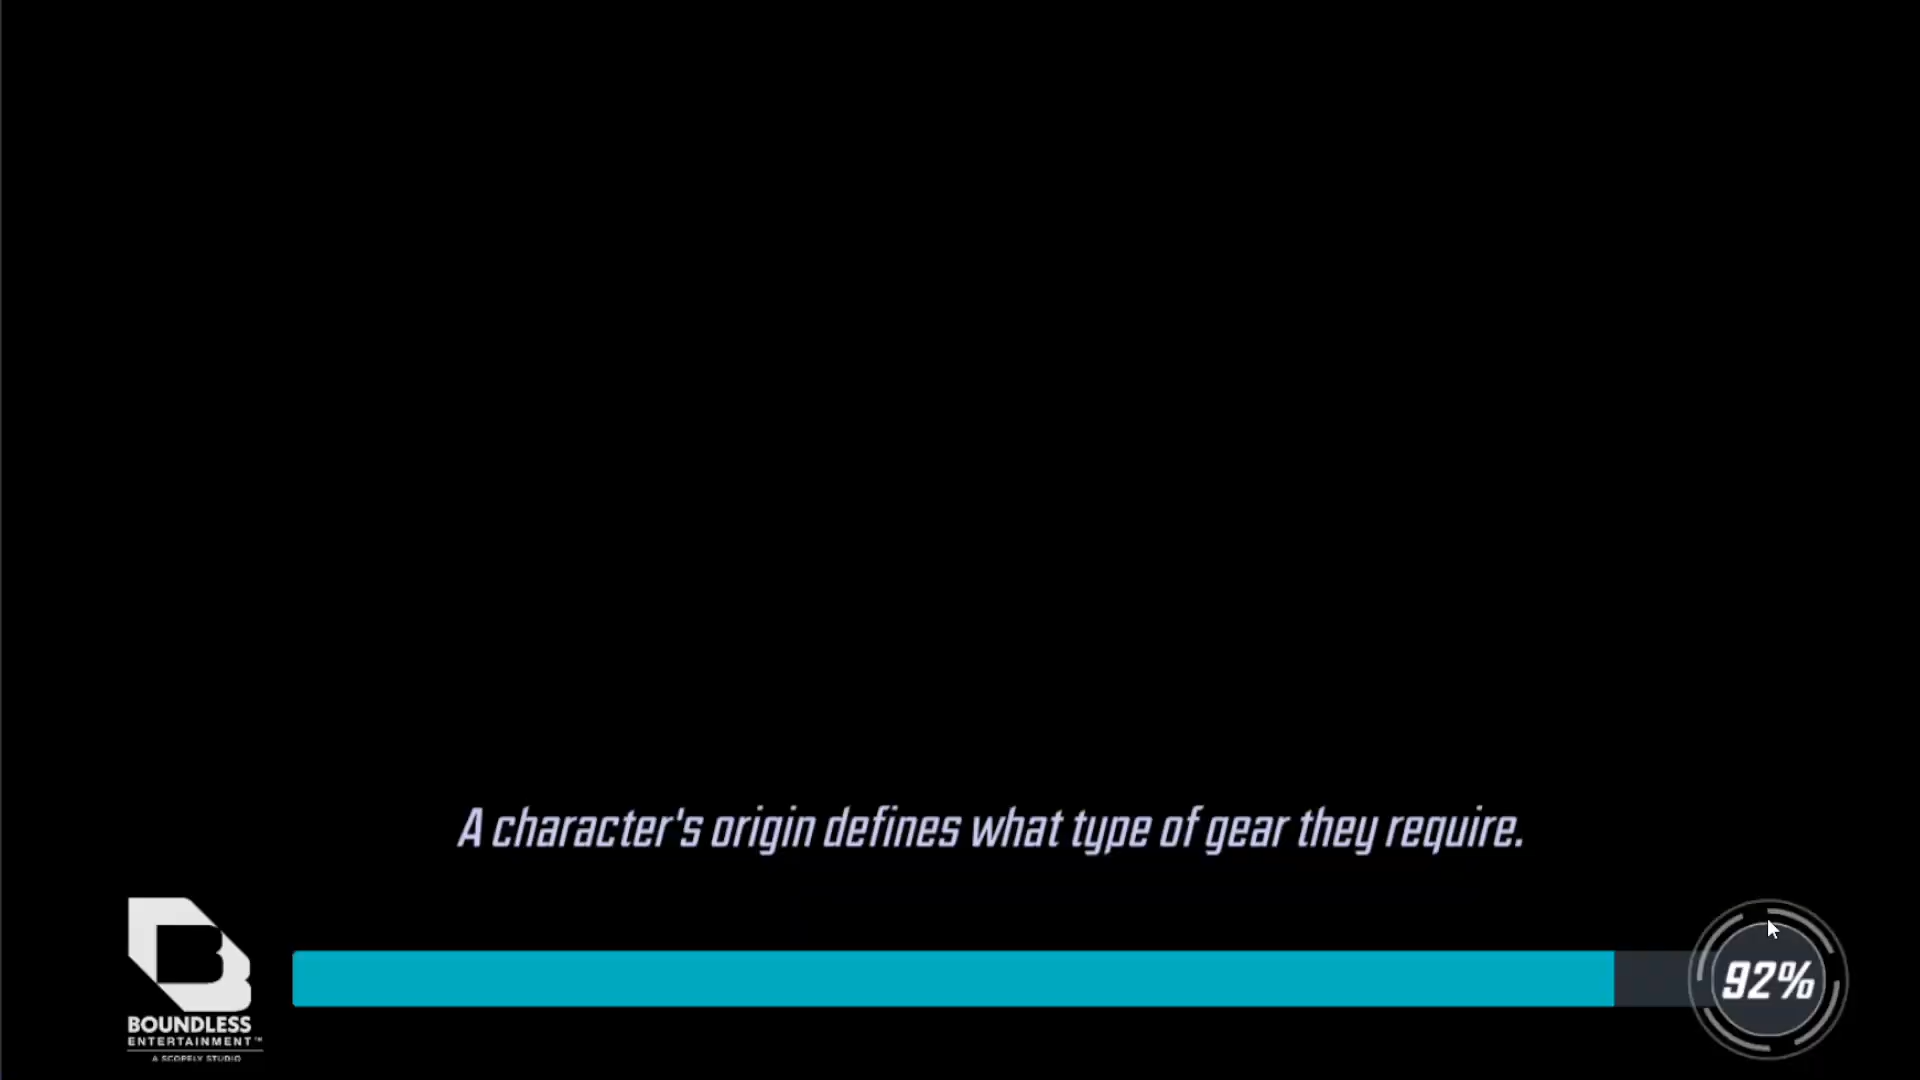 A character's origin defines what type of gear they require.
92%
BOUNDLESS
ENTERTAINMENT™
A SCOPELY STUDIO